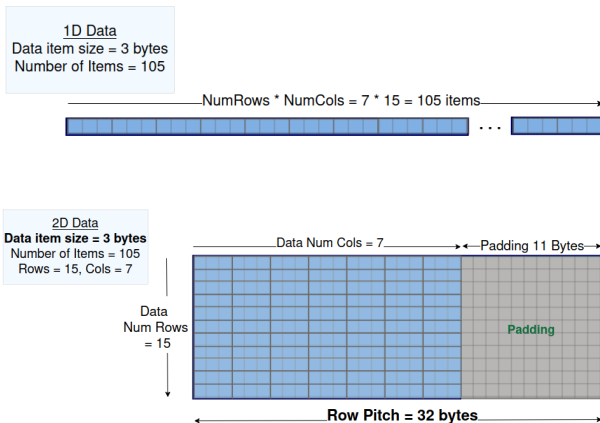 1D Data
Data item size = 3 bytes
Number of Items = 105
NumRows * NumCols = 7 * 15 = 105 items
...
2D Data
Data item size = 3 bytes
Number of Items = 105
Rows = 15, Cols = 7
Data Num Cols = 7
Padding 11 Bytes
Data
Num Rows
= 15
Padding
Row Pitch = 32 bytes